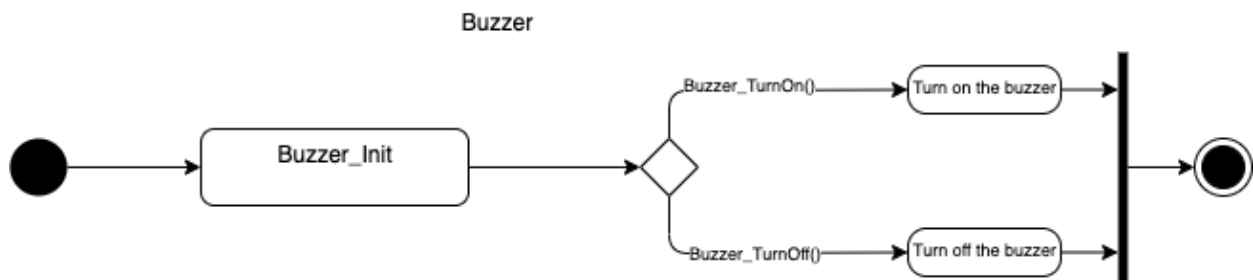 Buzzer
Buzzer_TurnOn()
Turn on the buzzer
Buzzer_Init
Buzzer_TurnOff()
Turn off the buzzer